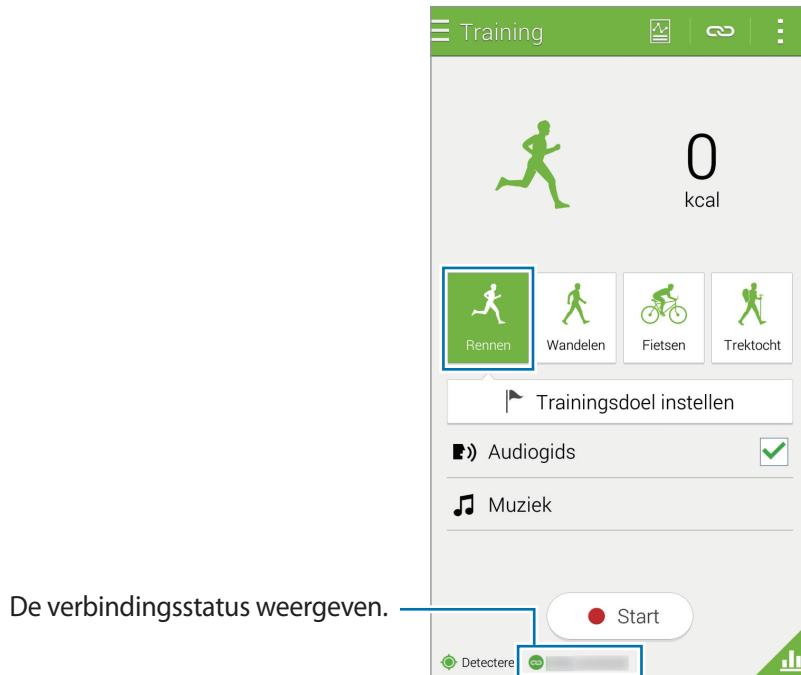 Training
0
kcal
Rennen Wandelen Fietsen Trektocht
Trainingsdoel instellen
Audiogids
Muziek
De verbindingsstatus weergeven.
Start
Detectere